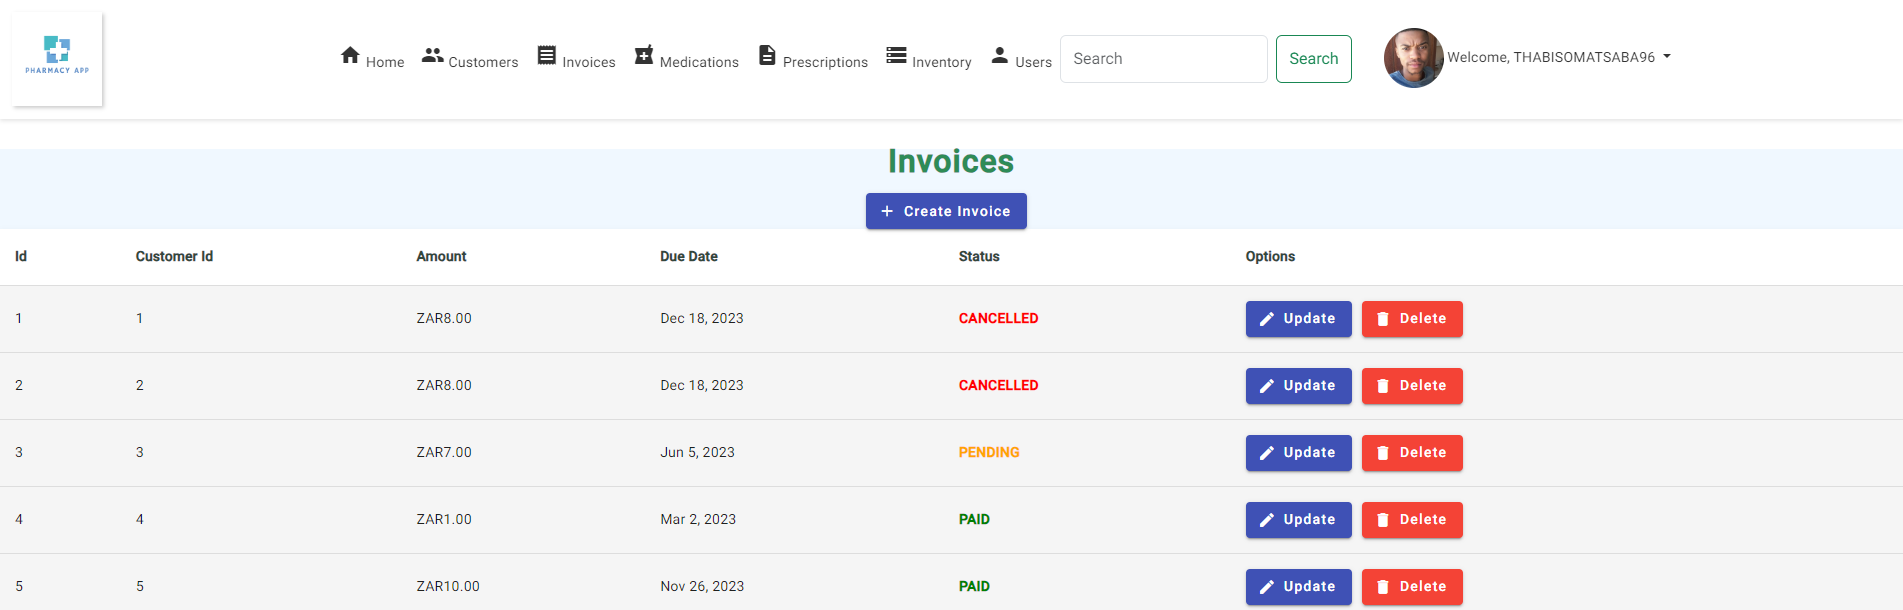 PHARMACY APP
Home Customers Invoices Medications Prescriptions Inventory Users Search Search Welcome, THABISOMATSABA96
Invoices
+ Create Invoice
Id Customer Id Amount Due Date Status Options
1 1 ZAR8.00 Dec 18, 2023 CANCELLED Update Delete
2 2 ZAR8.00 Dec 18, 2023 CANCELLED Update Delete
3 3 ZAR7.00 Jun 5, 2023 PENDING Update Delete
4 4 ZAR1.00 Mar 2, 2023 PAID Update Delete
5 5 ZAR10.00 Nov 26, 2023 PAID Update Delete